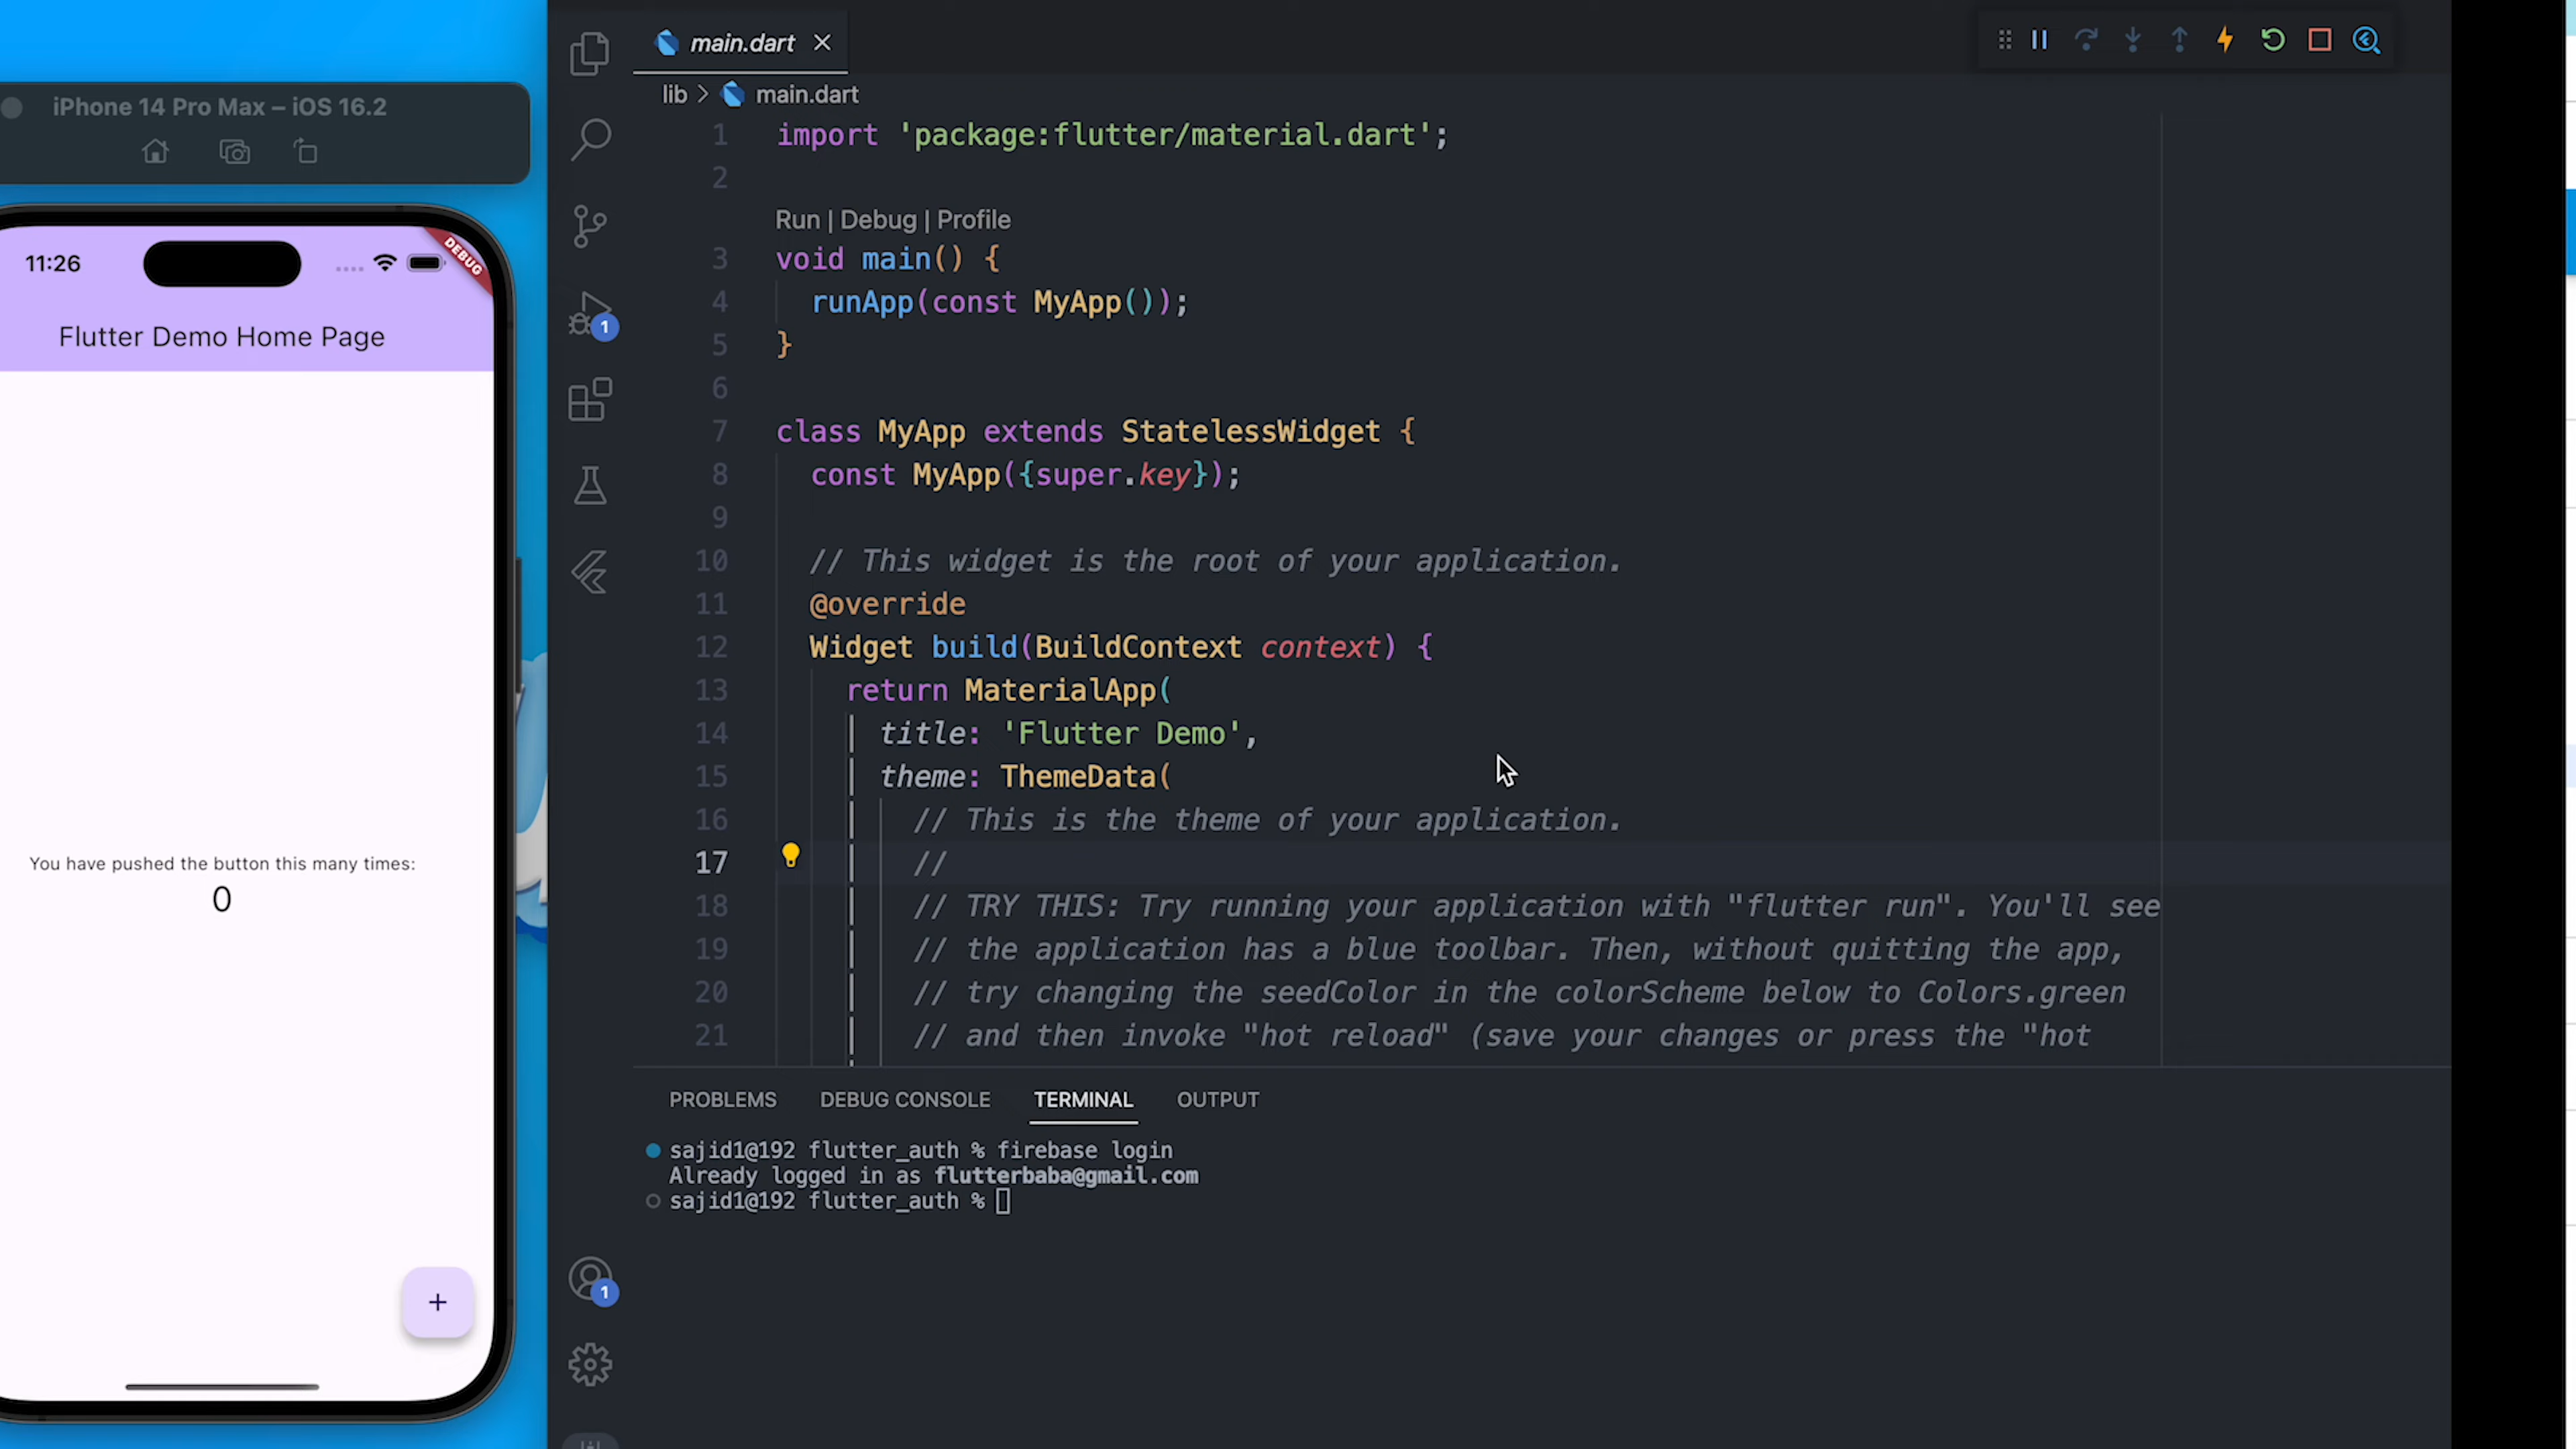 iPhone 14 Pro Max – iOS 16.2
11:26
DEBUG
Flutter Demo Home Page
You have pushed the button this many times:
0
+
main.dart
lib > main.dart
1 import 'package:flutter/material.dart';
2
Run | Debug | Profile
3 void main() {
4 runApp(const MyApp());
5 }
6
7 class MyApp extends StatelessWidget {
8 const MyApp({super.key});
9
10 // This widget is the root of your application.
11 @override
12 Widget build(BuildContext context) {
13 return MaterialApp(
14 title: 'Flutter Demo',
15 theme: ThemeData(
16 // This is the theme of your application.
17 //
18 // TRY THIS: Try running your application with "flutter run". You'll see
19 // the application has a blue toolbar. Then, without quitting the app,
20 // try changing the seedColor in the colorScheme below to Colors.green
21 // and then invoke "hot reload" (save your changes or press the "hot
1
1
PROBLEMS DEBUG CONSOLE TERMINAL OUTPUT
sajid1@192 flutter_auth % firebase login
Already logged in as flutterbaba@gmail.com
sajid1@192 flutter_auth %